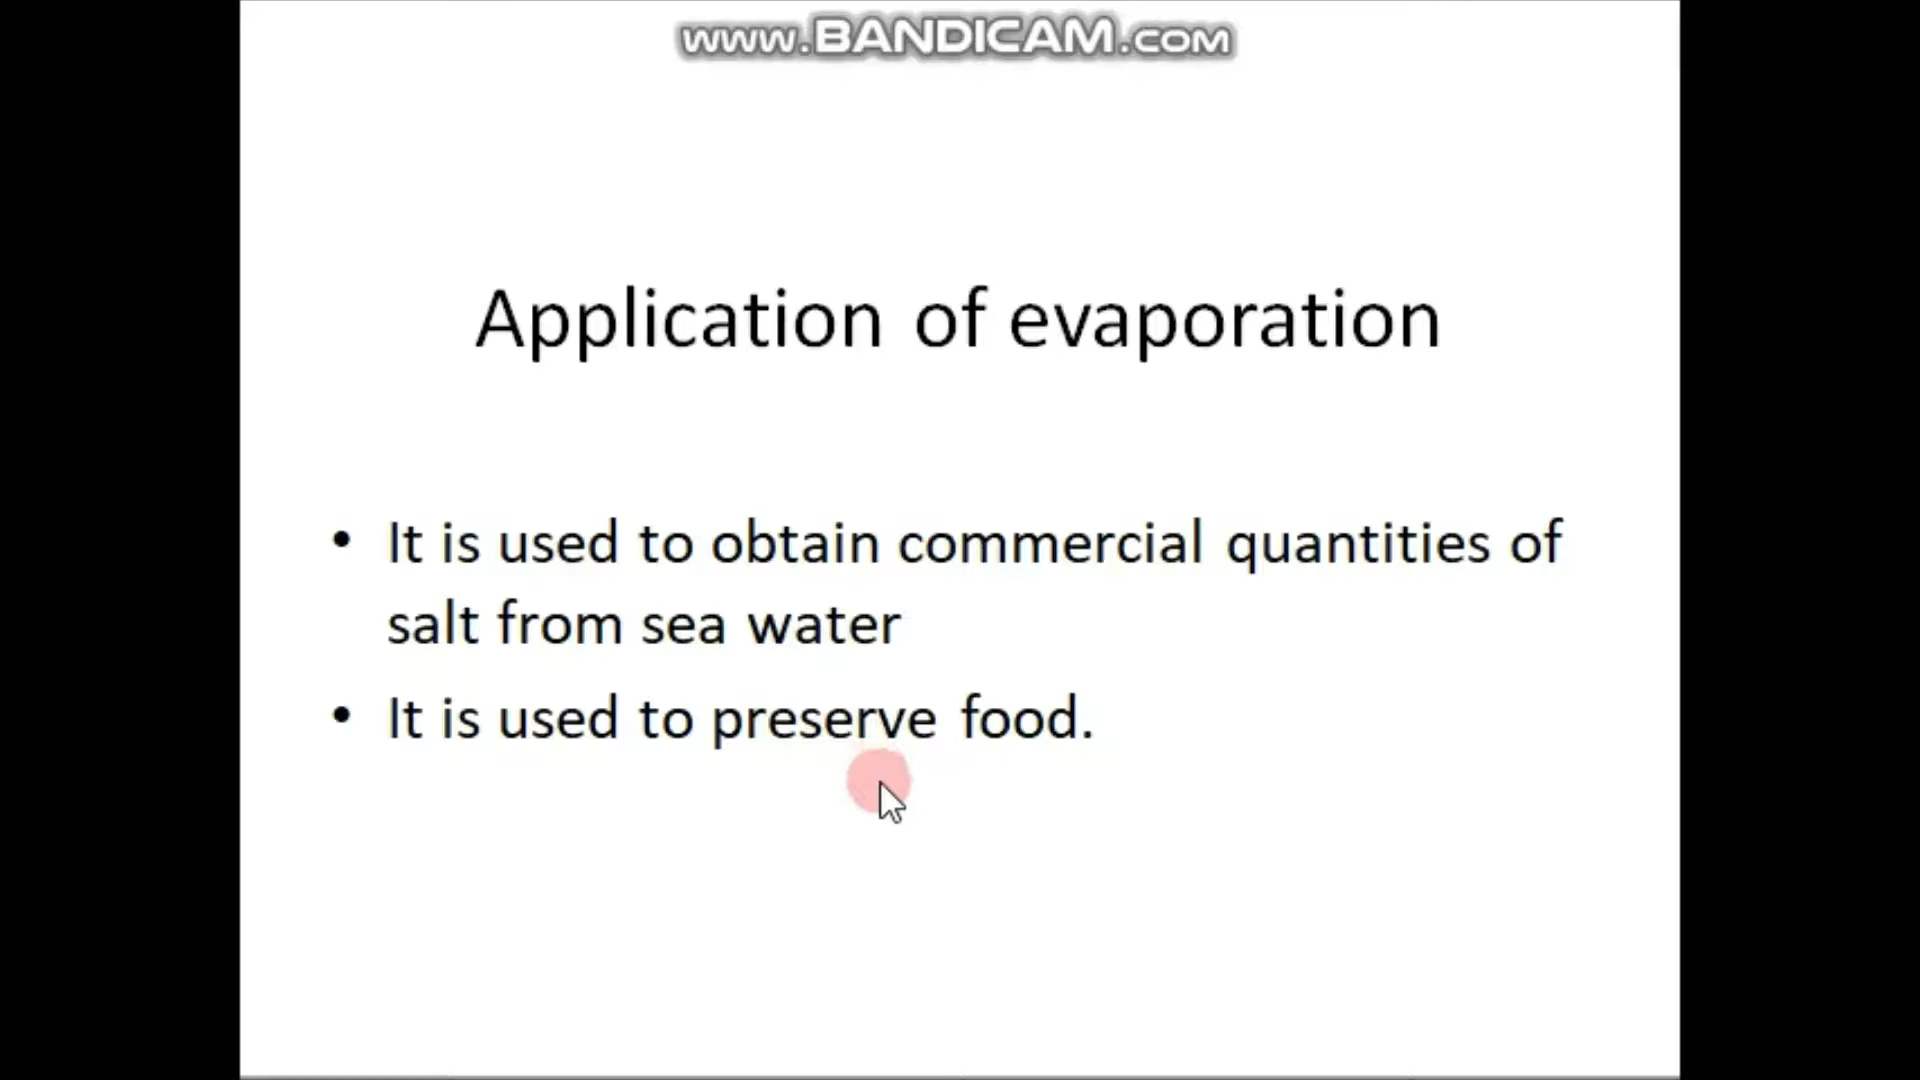 www.BANDICAM.com
Application of evaporation
• It is used to obtain commercial quantities of
salt from sea water
• It is used to preserve food.